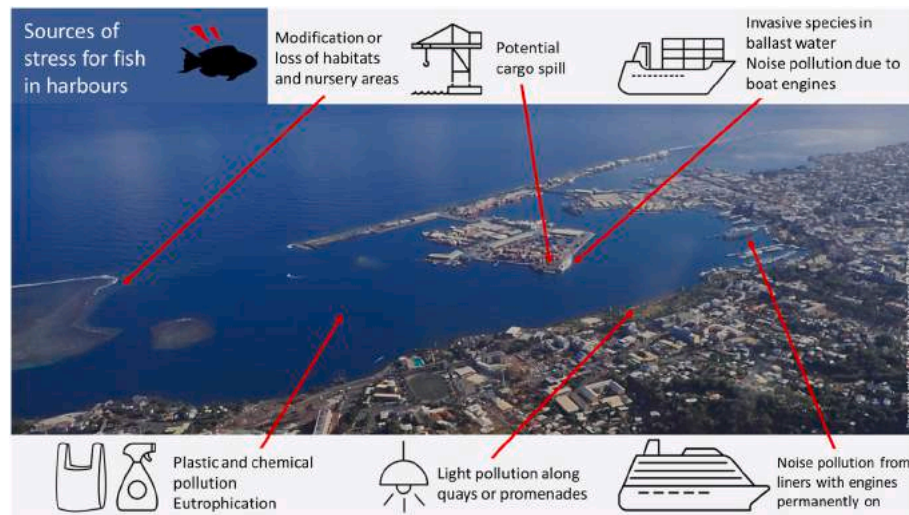 Sources of
stress for fish
in harbours
Modification or
loss of habitats
and nursery areas
Potential
cargo spill
Invasive species in
ballast water
Noise pollution due to
boat engines
Plastic and chemical
pollution
Eutrophication
Light pollution along
quays or promenades
Noise pollution from
liners with engines
permanently on